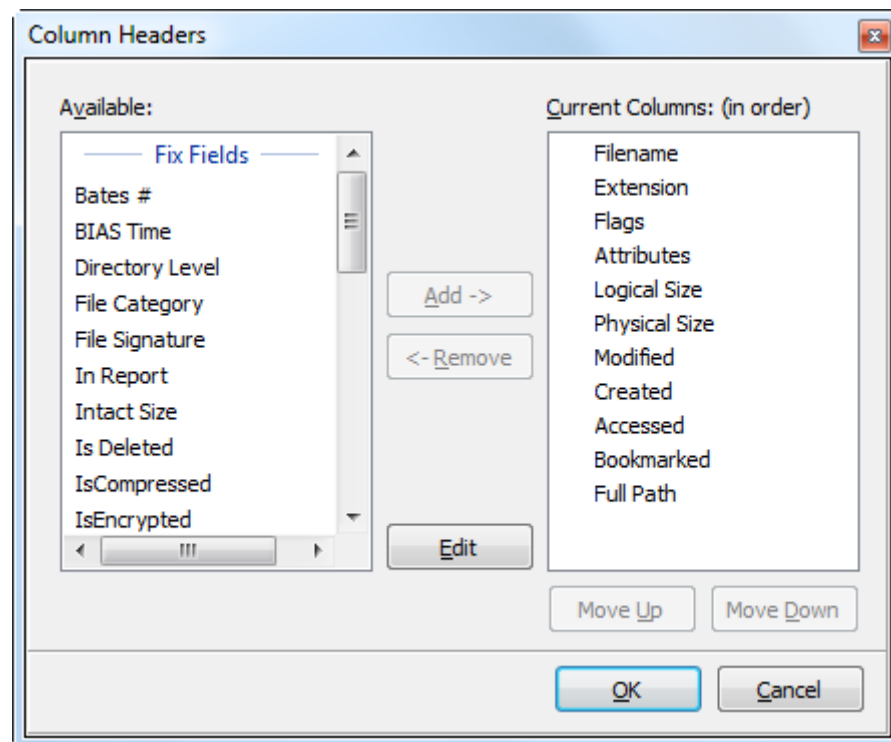 Column Headers
Available:
Fix Fields
Bates #
BIAS Time
Directory Level
File Category
File Signature
In Report
Intact Size
Is Deleted
IsCompressed
IsEncrypted
Add ->
<- Remove
Edit
Current Columns: (in order)
Filename
Extension
Flags
Attributes
Logical Size
Physical Size
Modified
Created
Accessed
Bookmarked
Full Path
Move Up
Move Down
OK
Cancel